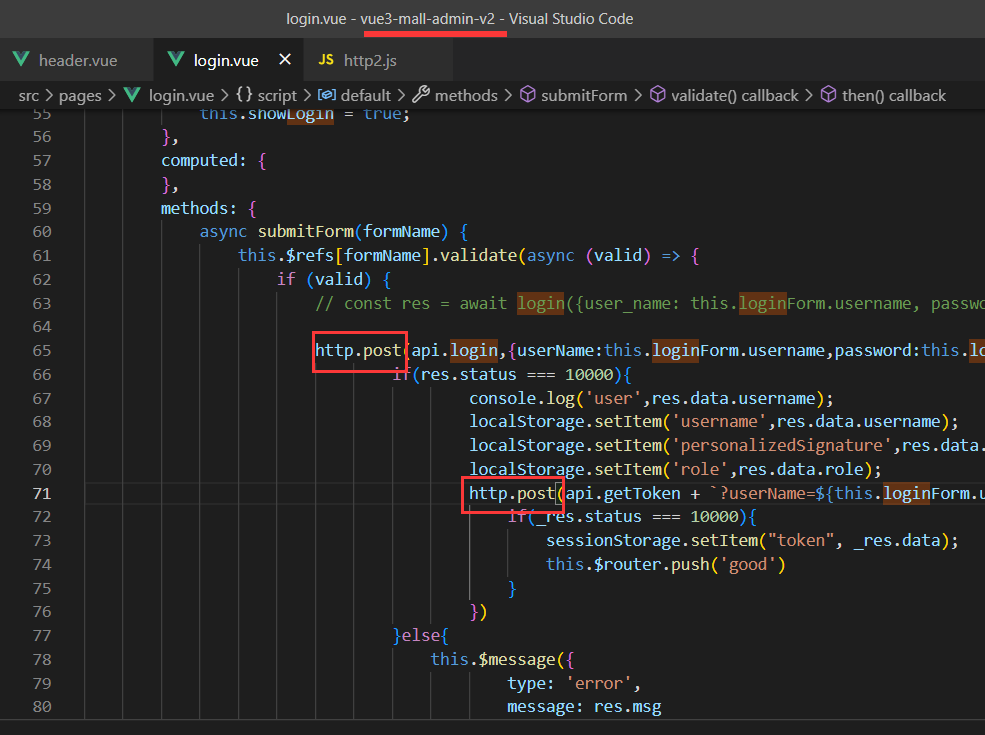 login.vue - vue3-mall-admin-v2 - Visual Studio Code
header.vue login.vue × JS http2.js
src > pages > login.vue > {} script > default > methods > submitForm > validate() callback > then() callback
55 this.showLogin = true;
56 },
57 computed: {
58 },
59 methods: {
60 async submitForm(formName) {
61 this.$refs[formName].validate(async (valid) => {
62 if (valid) {
63 // const res = await login({user_name: this.loginForm.username, passwo
64
65 http.post(api.login,{userName:this.loginForm.username,password:this.lo
66 if(res.status === 10000){
67 console.log('user',res.data.username);
68 localStorage.setItem('username',res.data.username);
69 localStorage.setItem('personalizedSignature',res.data.
70 localStorage.setItem('role',res.data.role);
71 http.post(api.getToken + `?userName=${this.loginForm.u
72 if(_res.status === 10000){
73 sessionStorage.setItem("token", _res.data);
74 this.$router.push('good')
75 }
76 })
77 }else{
78 this.$message({
79 type: 'error',
80 message: res.msg